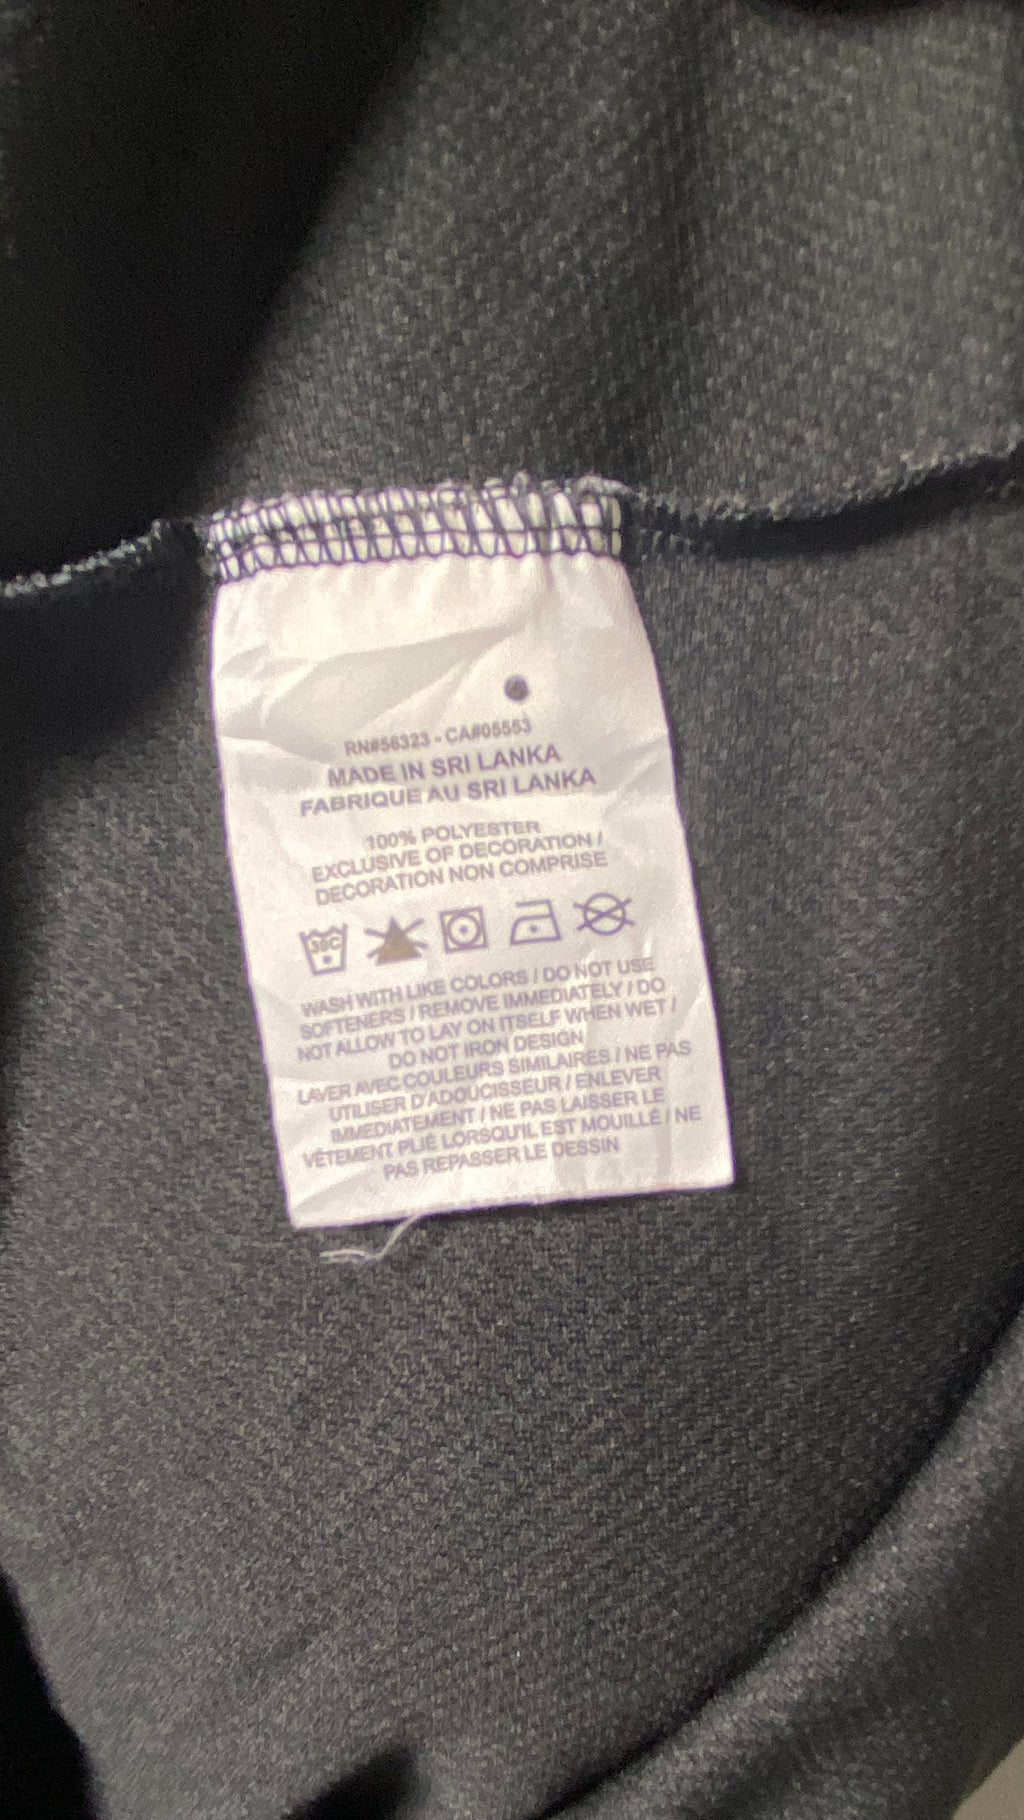 RN#56323 - CA#05553
MADE IN SRI LANKA
FABRIQUE AU SRI LANKA
100% POLYESTER
EXCLUSIVE OF DECORATION /
DECORATION NON COMPRISE
30C
WASH WITH LIKE COLORS / DO NOT USE
SOFTENERS / REMOVE IMMEDIATELY / DO
NOT ALLOW TO LAY ON ITSELF WHEN WET /
DO NOT IRON DESIGN
LAVER AVEC COULEURS SIMILAIRES / NE PAS
UTILISER D'ADOUCISSEUR / ENLEVER
IMMEDIATEMENT / NE PAS LAISSER LE
VÊTEMENT PLIÉ LORSQU'IL EST MOUILLÉ / NE
PAS REPASSER LE DESSIN